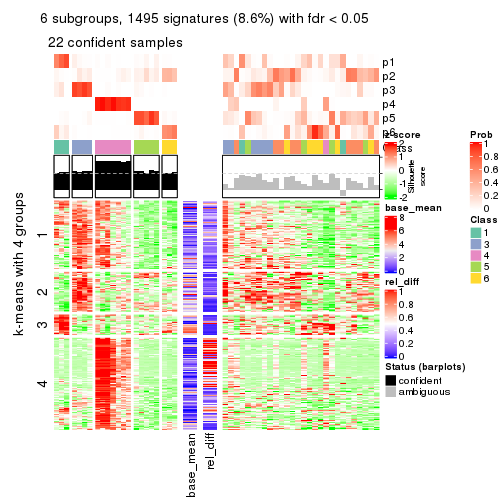 6 subgroups, 1495 signatures (8.6%) with fdr < 0.05
22 confident samples
p1
p2
p3
p4
p5
p6
Class
Silhouette
score
k-means with 4 groups
1
2
3
4
base_mean
rel_diff
z-score
2
1
0
-1
-2
base_mean
8
6
4
2
0
rel_diff
1
0.8
0.6
0.4
0.2
0
Status (barplots)
confident
ambiguous
Prob
1
0.8
0.6
0.4
0.2
0
Class
1
2
3
4
5
6